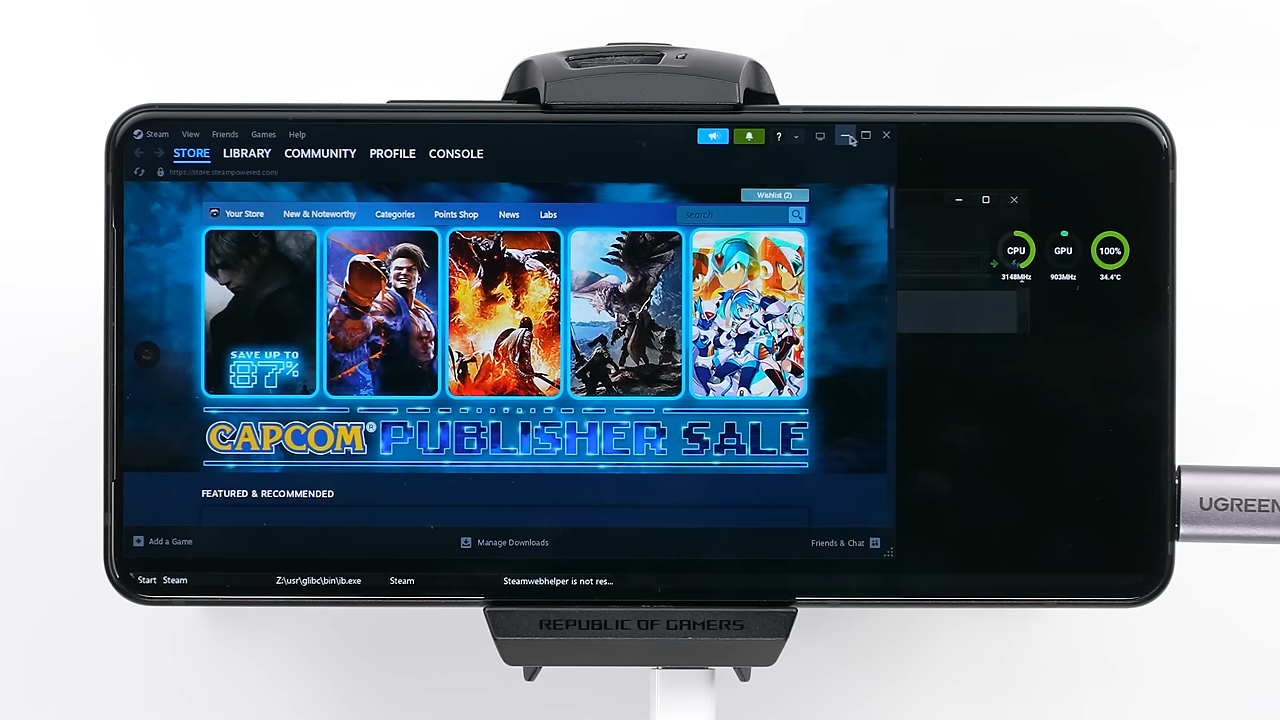 Steam View Friends Games Help
?
STORE LIBRARY COMMUNITY PROFILE CONSOLE
https://store.steampowered.com/
Wishlist (2)
Your Store New & Noteworthy Categories Points Shop News Labs search
CPU GPU 100%
3148MHz 903MHz 34.4°C
SAVE UP TO
87%
CAPCOM® PUBLISHER SALE
FEATURED & RECOMMENDED
UGREEN
Add a Game Manage Downloads Friends & Chat
Start Steam Z:\usr\glibc\bin\ib.exe Steam Steamwebhelper is not res...
REPUBLIC OF GAMERS